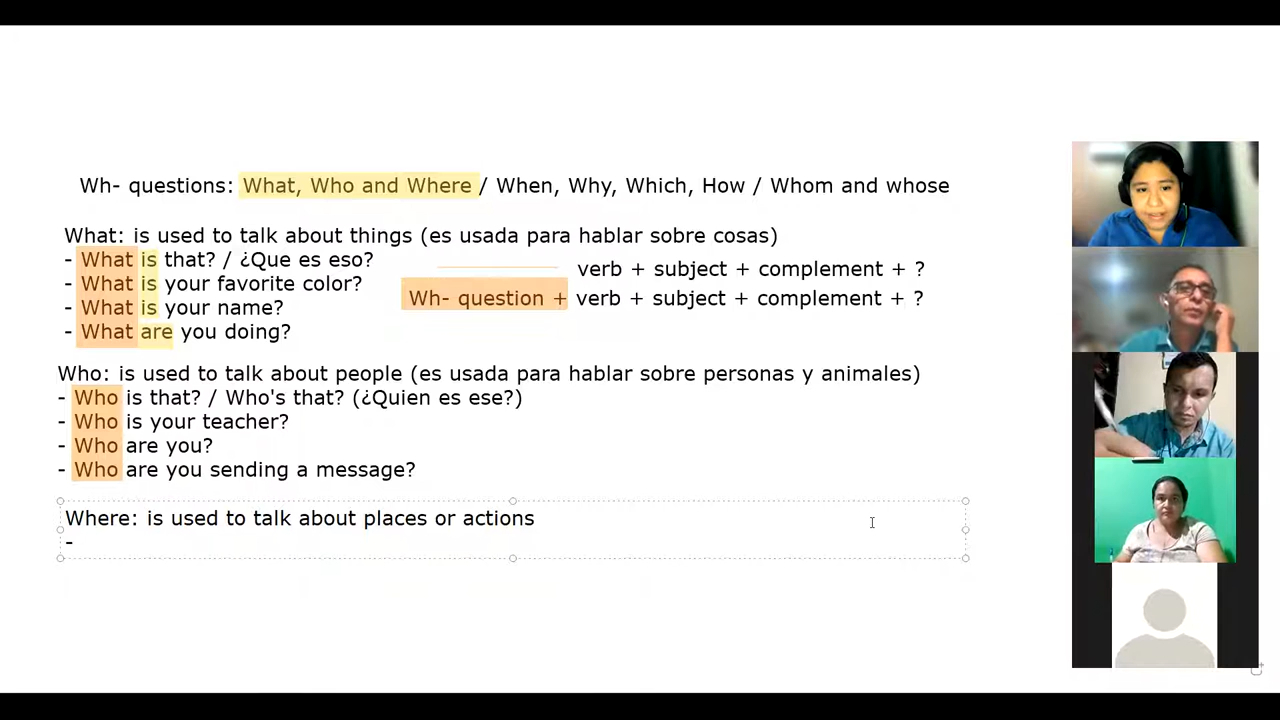 Wh- questions: What, Who and Where / When, Why, Which, How / Whom and whose
What: is used to talk about things (es usada para hablar sobre cosas)
- What is that? / ¿Que es eso?
- What is your favorite color?
- What is your name?
- What are you doing?
verb + subject + complement + ?
Wh- question + verb + subject + complement + ?
Who: is used to talk about people (es usada para hablar sobre personas y animales)
- Who is that? / Who's that? (¿Quien es ese?)
- Who is your teacher?
- Who are you?
- Who are you sending a message?
Where: is used to talk about places or actions
-